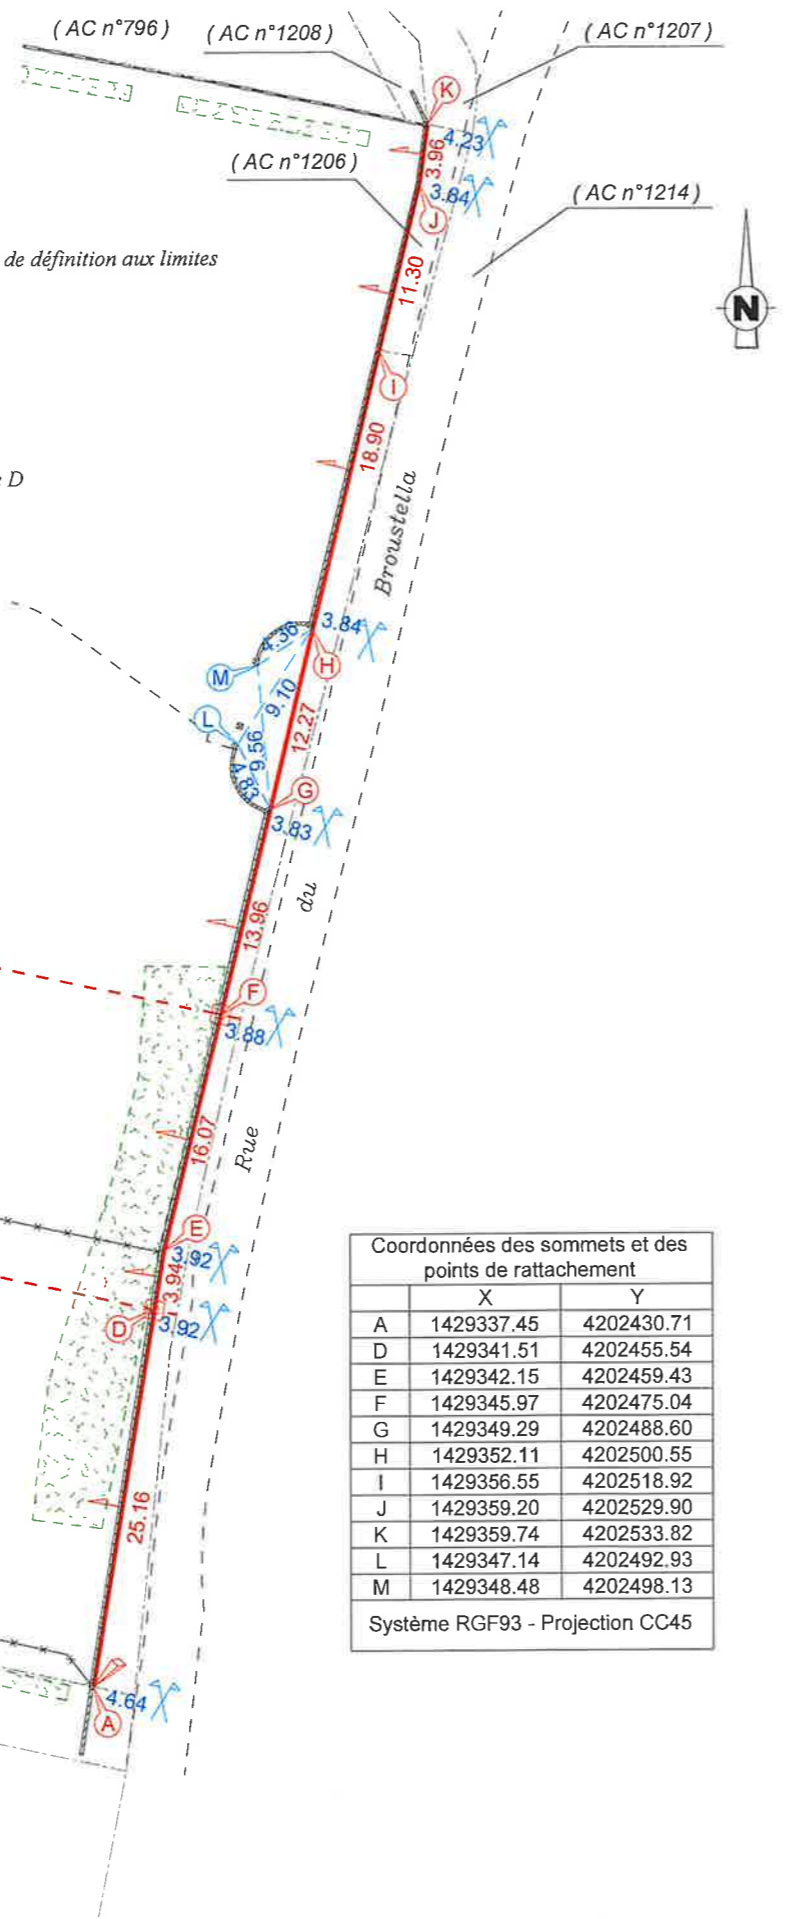 ( AC n°796 )
( AC n°1208 )
( AC n°1207 )
K
4.23
3.96
( AC n°1206 )
3.84
( AC n°1214 )
J
de définition aux limites
11.30
N
I
18.90
D
Broustella
3.84
4.36
H
M
9.10
L
12.27
9.56
4.83
G
3.83
du
13.96
F
3.88
Rue
16.07
E
3.92
3.94
D
3.92
Coordonnées des sommets et des
points de rattachement
X Y
A 1429337.45 4202430.71
D 1429341.51 4202455.54
E 1429342.15 4202459.43
F 1429345.97 4202475.04
G 1429349.29 4202488.60
H 1429352.11 4202500.55
I 1429356.55 4202518.92
J 1429359.20 4202529.90
K 1429359.74 4202533.82
L 1429347.14 4202492.93
M 1429348.48 4202498.13
Système RGF93 - Projection CC45
25.16
4.64
A